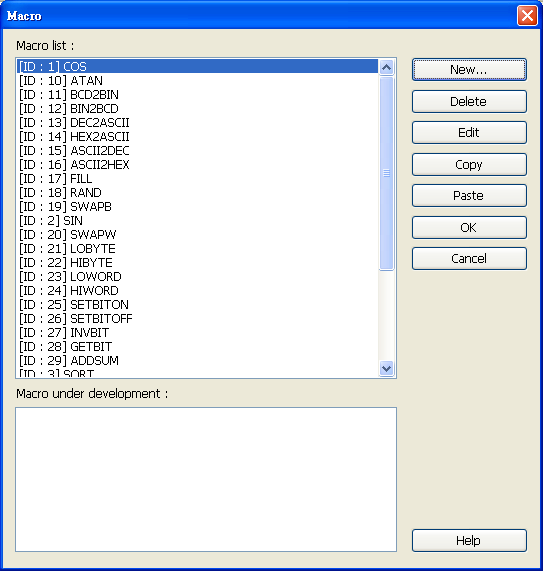 Macro
Macro list :
[ID : 1] COS
[ID : 10] ATAN
[ID : 11] BCD2BIN
[ID : 12] BIN2BCD
[ID : 13] DEC2ASCII
[ID : 14] HEX2ASCII
[ID : 15] ASCII2DEC
[ID : 16] ASCII2HEX
[ID : 17] FILL
[ID : 18] RAND
[ID : 19] SWAPB
[ID : 2] SIN
[ID : 20] SWAPW
[ID : 21] LOBYTE
[ID : 22] HIBYTE
[ID : 23] LOWORD
[ID : 24] HIWORD
[ID : 25] SETBITON
[ID : 26] SETBITOFF
[ID : 27] INVBIT
[ID : 28] GETBIT
[ID : 29] ADDSUM
[ID : 3] SQRT
New...
Delete
Edit
Copy
Paste
OK
Cancel
Macro under development :
Help